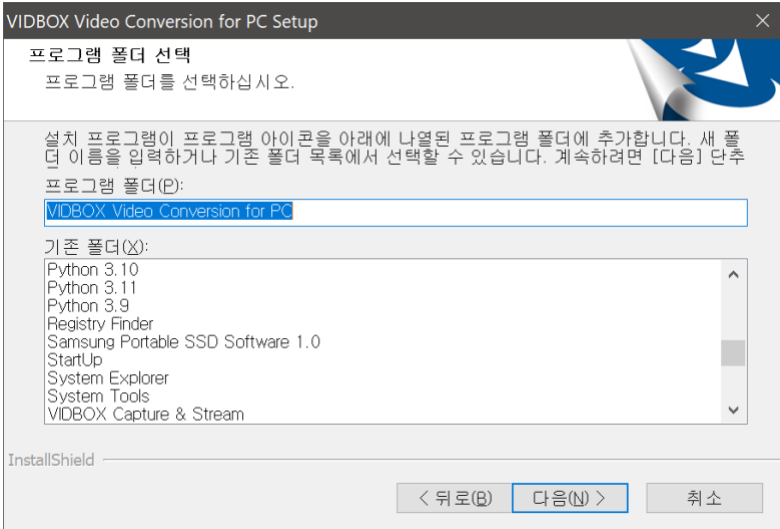 VIDBOX Video Conversion for PC Setup
프로그램 폴더 선택
프로그램 폴더를 선택하십시오.
설치 프로그램이 프로그램 아이콘을 아래에 나열된 프로그램 폴더에 추가합니다. 새 폴
더 이름을 입력하거나 기존 폴더 목록에서 선택할 수 있습니다. 계속하려면 [다음] 단추
프로그램 폴더(P):
VIDBOX Video Conversion for PC
기존 폴더(X):
Python 3.10
Python 3.11
Python 3.9
Registry Finder
Samsung Portable SSD Software 1.0
StartUp
System Explorer
System Tools
VIDBOX Capture & Stream
InstallShield
< 뒤로(B)
다음(N) >
취소